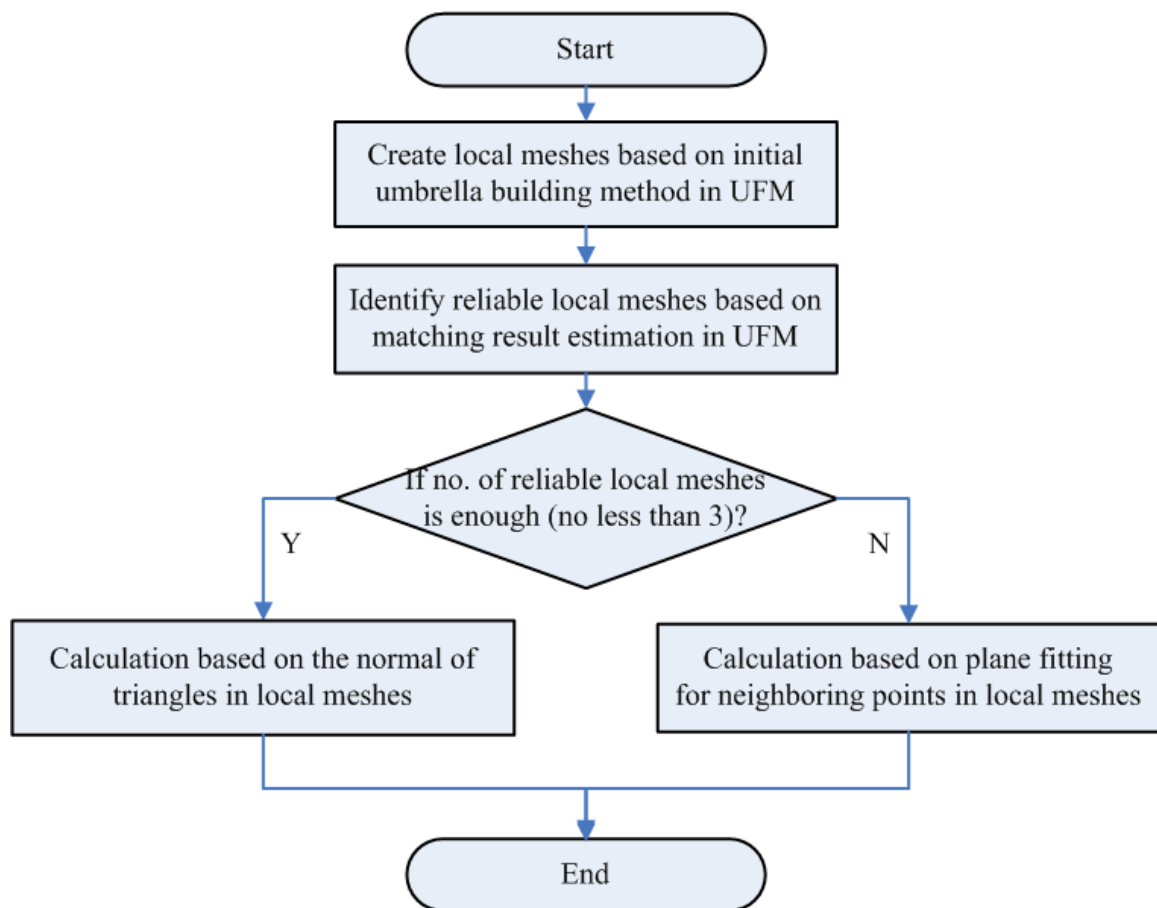 Start
Create local meshes based on initial
umbrella building method in UFM
Identify reliable local meshes based on
matching result estimation in UFM
If no. of reliable local meshes
is enough (no less than 3)?
Y
N
Calculation based on the normal of
triangles in local meshes
Calculation based on plane fitting
for neighboring points in local meshes
End